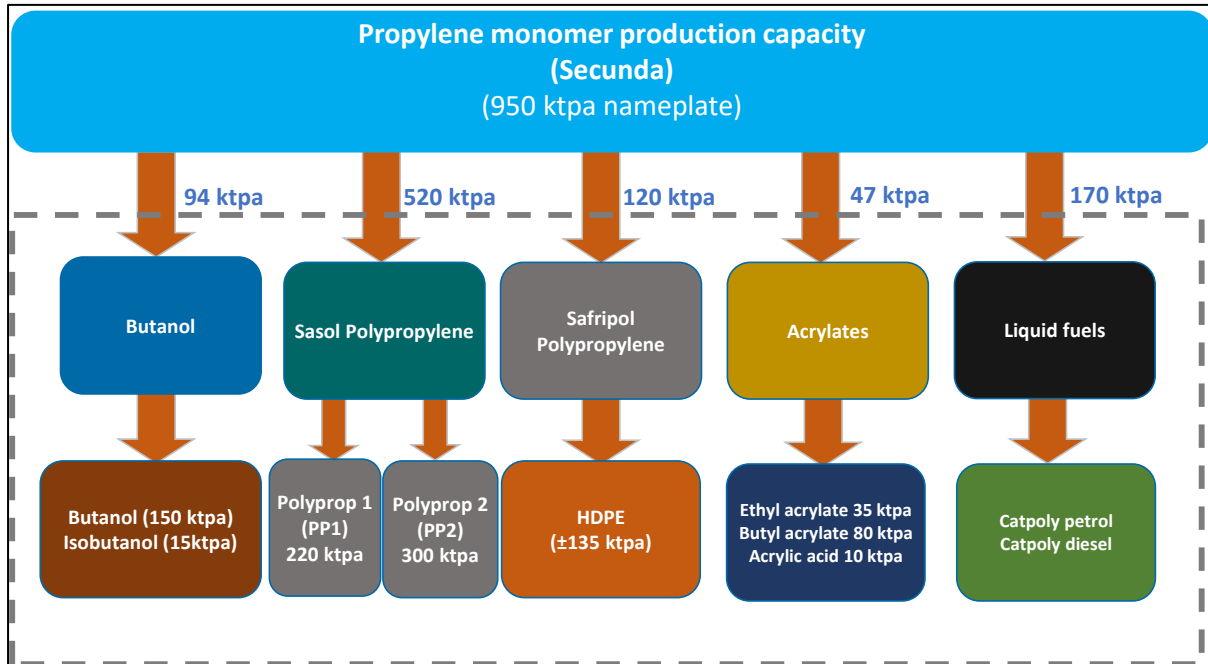 Propylene monomer production capacity
(Secunda)
(950 ktpa nameplate)
94 ktpa
520 ktpa
120 ktpa
47 ktpa
170 ktpa
Butanol
Sasol Polypropylene
Safripol
Polypropylene
Acrylates
Liquid fuels
Butanol (150 ktpa)
Isobutanol (15ktpa)
Polyprop 1
(PP1)
220 ktpa
Polyprop 2
(PP2)
300 ktpa
HDPE
(±135 ktpa)
Ethyl acrylate 35 ktpa
Butyl acrylate 80 ktpa
Acrylic acid 10 ktpa
Catpoly petrol
Catpoly diesel